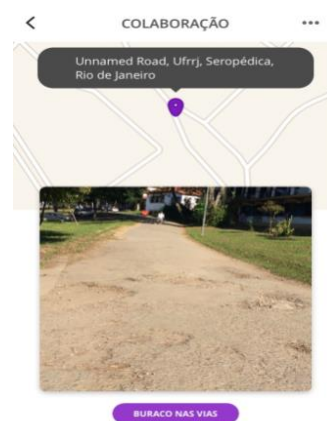 COLABORAÇÃO
Unnamed Road, Ufrrj, Seropédica,
Rio de Janeiro
BURACO NAS VIAS